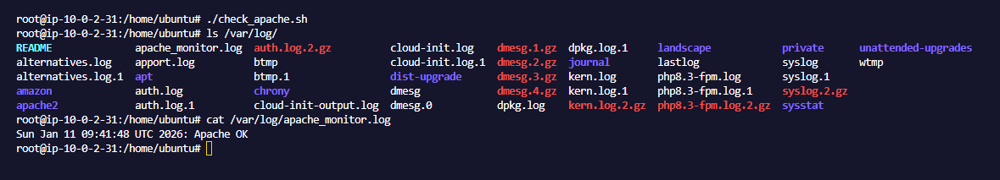 root@ip-10-0-2-31:/home/ubuntu# ./check_apache.sh
root@ip-10-0-2-31:/home/ubuntu# ls /var/log/
README apache_monitor.log auth.log.2.gz cloud-init.log dmesg.1.gz dpkg.log.1 landscape private unattended-upgrades
alternatives.log apport.log btmp cloud-init.log.1 dmesg.2.gz journal lastlog syslog wtmp
alternatives.log.1 apt btmp.1 dist-upgrade dmesg.3.gz kern.log php8.3-fpm.log syslog.1
amazon auth.log chrony dmesg dmesg.4.gz kern.log.1 php8.3-fpm.log.1 syslog.2.gz
apache2 auth.log.1 cloud-init-output.log dmesg.0 dpkg.log kern.log.2.gz php8.3-fpm.log.2.gz sysstat
root@ip-10-0-2-31:/home/ubuntu# cat /var/log/apache_monitor.log
Sun Jan 11 09:41:48 UTC 2026: Apache OK
root@ip-10-0-2-31:/home/ubuntu#